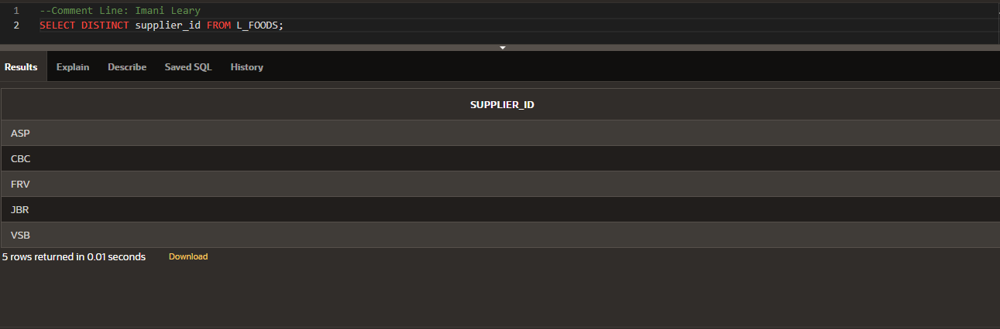 1 --Comment Line: Imani Leary
2 SELECT DISTINCT supplier_id FROM L_FOODS;
Results Explain Describe Saved SQL History
SUPPLIER_ID
ASP
CBC
FRV
JBR
VSB
5 rows returned in 0.01 seconds Download